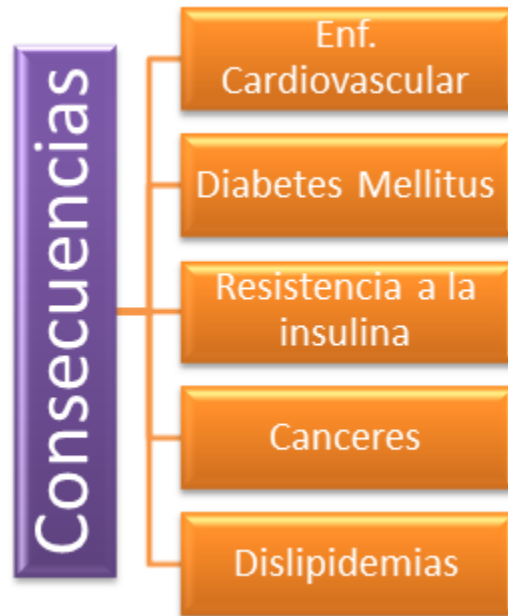 Consecuencias
Enf.
Cardiovascular
Diabetes Mellitus
Resistencia a la
insulina
Canceres
Dislipidemias